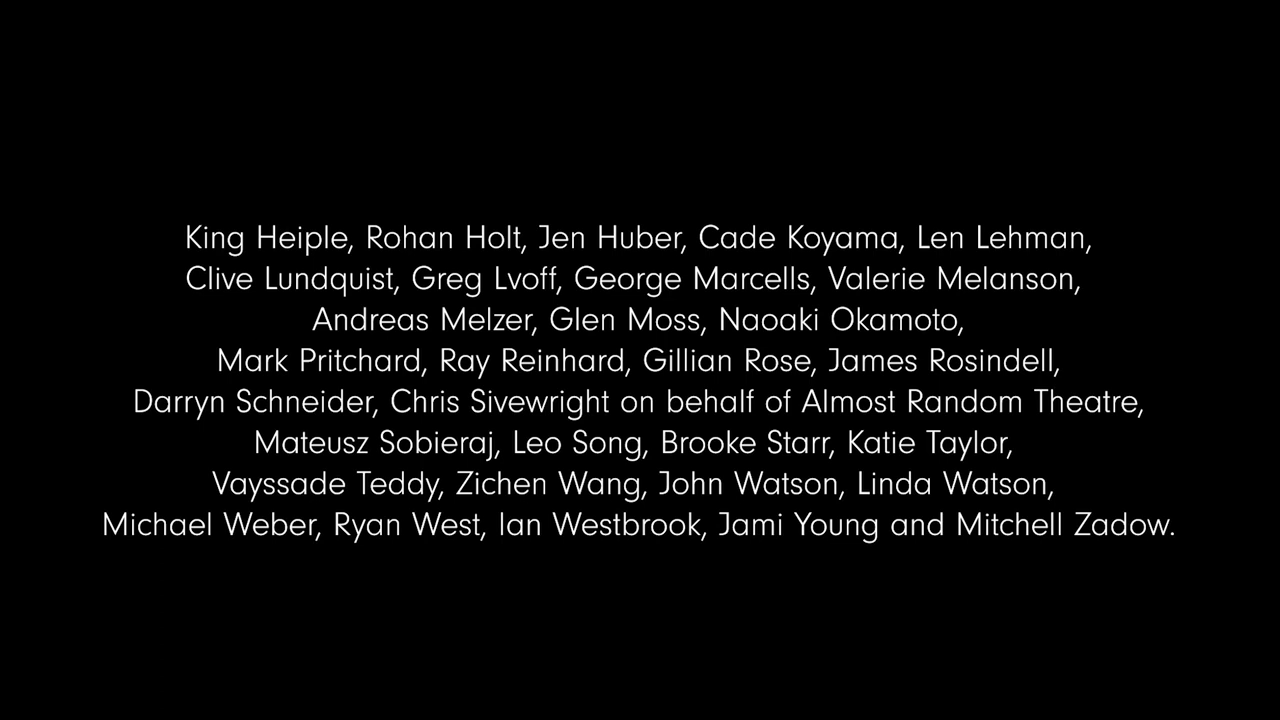 King Heiple, Rohan Holt, Jen Huber, Cade Koyama, Len Lehman,
Clive Lundquist, Greg Lvoff, George Marcells, Valerie Melanson,
Andreas Melzer, Glen Moss, Naoaki Okamoto,
Mark Pritchard, Ray Reinhard, Gillian Rose, James Rosindell,
Darryn Schneider, Chris Sivewright on behalf of Almost Random Theatre,
Mateusz Sobieraj, Leo Song, Brooke Starr, Katie Taylor,
Vayssade Teddy, Zichen Wang, John Watson, Linda Watson,
Michael Weber, Ryan West, Ian Westbrook, Jami Young and Mitchell Zadow.